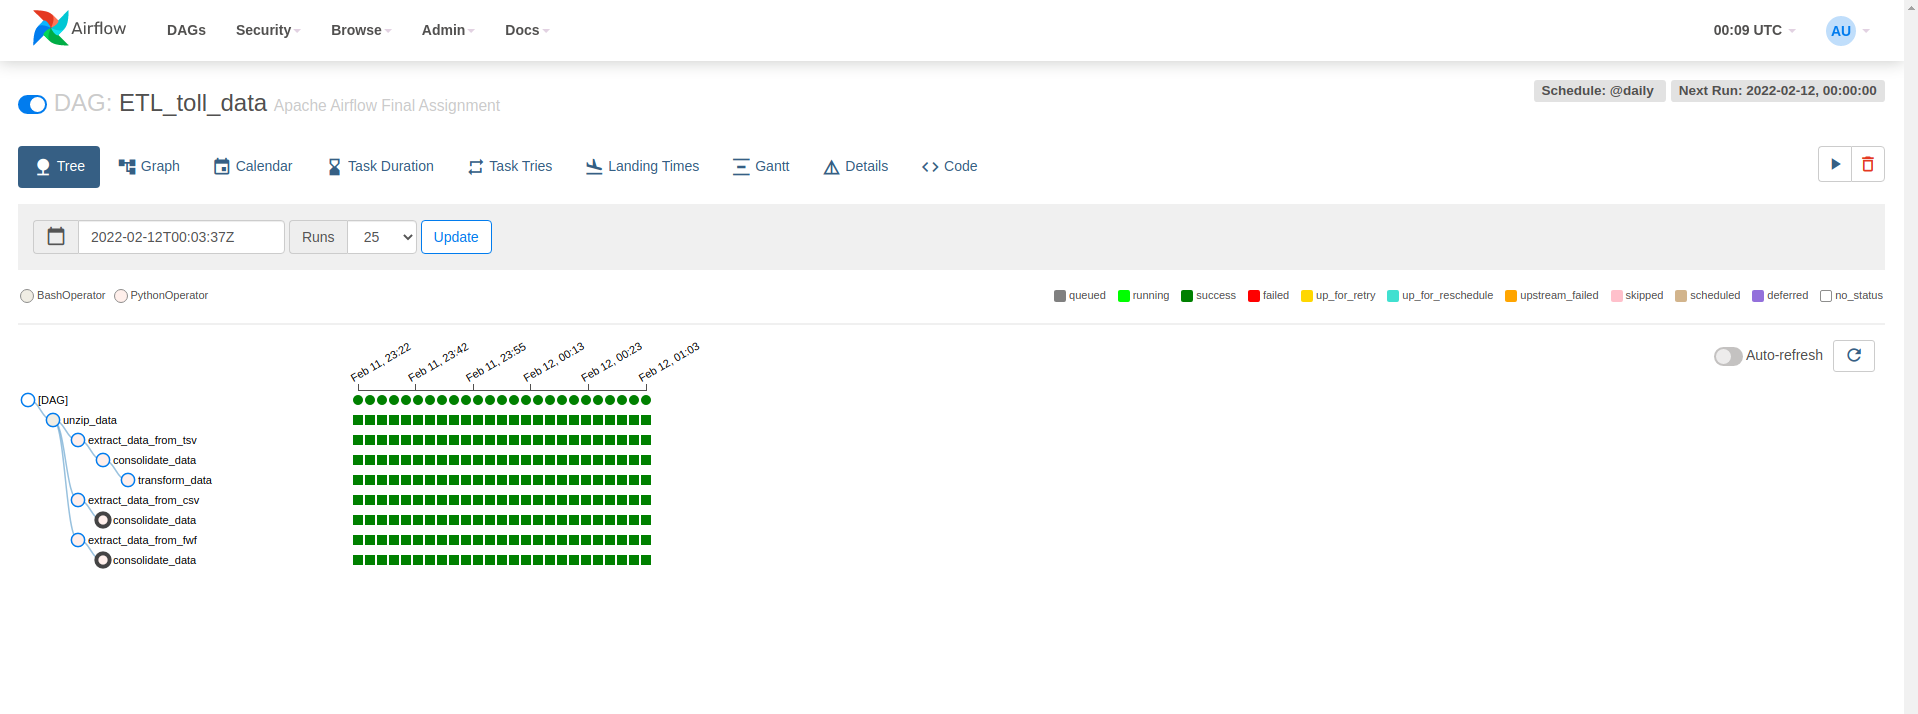 Airflow DAGs Security Browse Admin Docs 00:09 UTC AU
DAG: ETL_toll_data Apache Airflow Final Assignment Schedule: @daily Next Run: 2022-02-12, 00:00:00
Tree Graph Calendar Task Duration Task Tries Landing Times Gantt Details Code
2022-02-12T00:03:37Z Runs 25 Update
BashOperator PythonOperator queued running success failed up_for_retry up_for_reschedule upstream_failed skipped scheduled deferred no_status
Feb 11, 23:22 Feb 11, 23:42 Feb 11, 23:55 Feb 12, 00:13 Feb 12, 00:23 Feb 12, 01:03 Auto-refresh
[DAG]
unzip_data
extract_data_from_tsv
consolidate_data
transform_data
extract_data_from_csv
consolidate_data
extract_data_from_fwf
consolidate_data